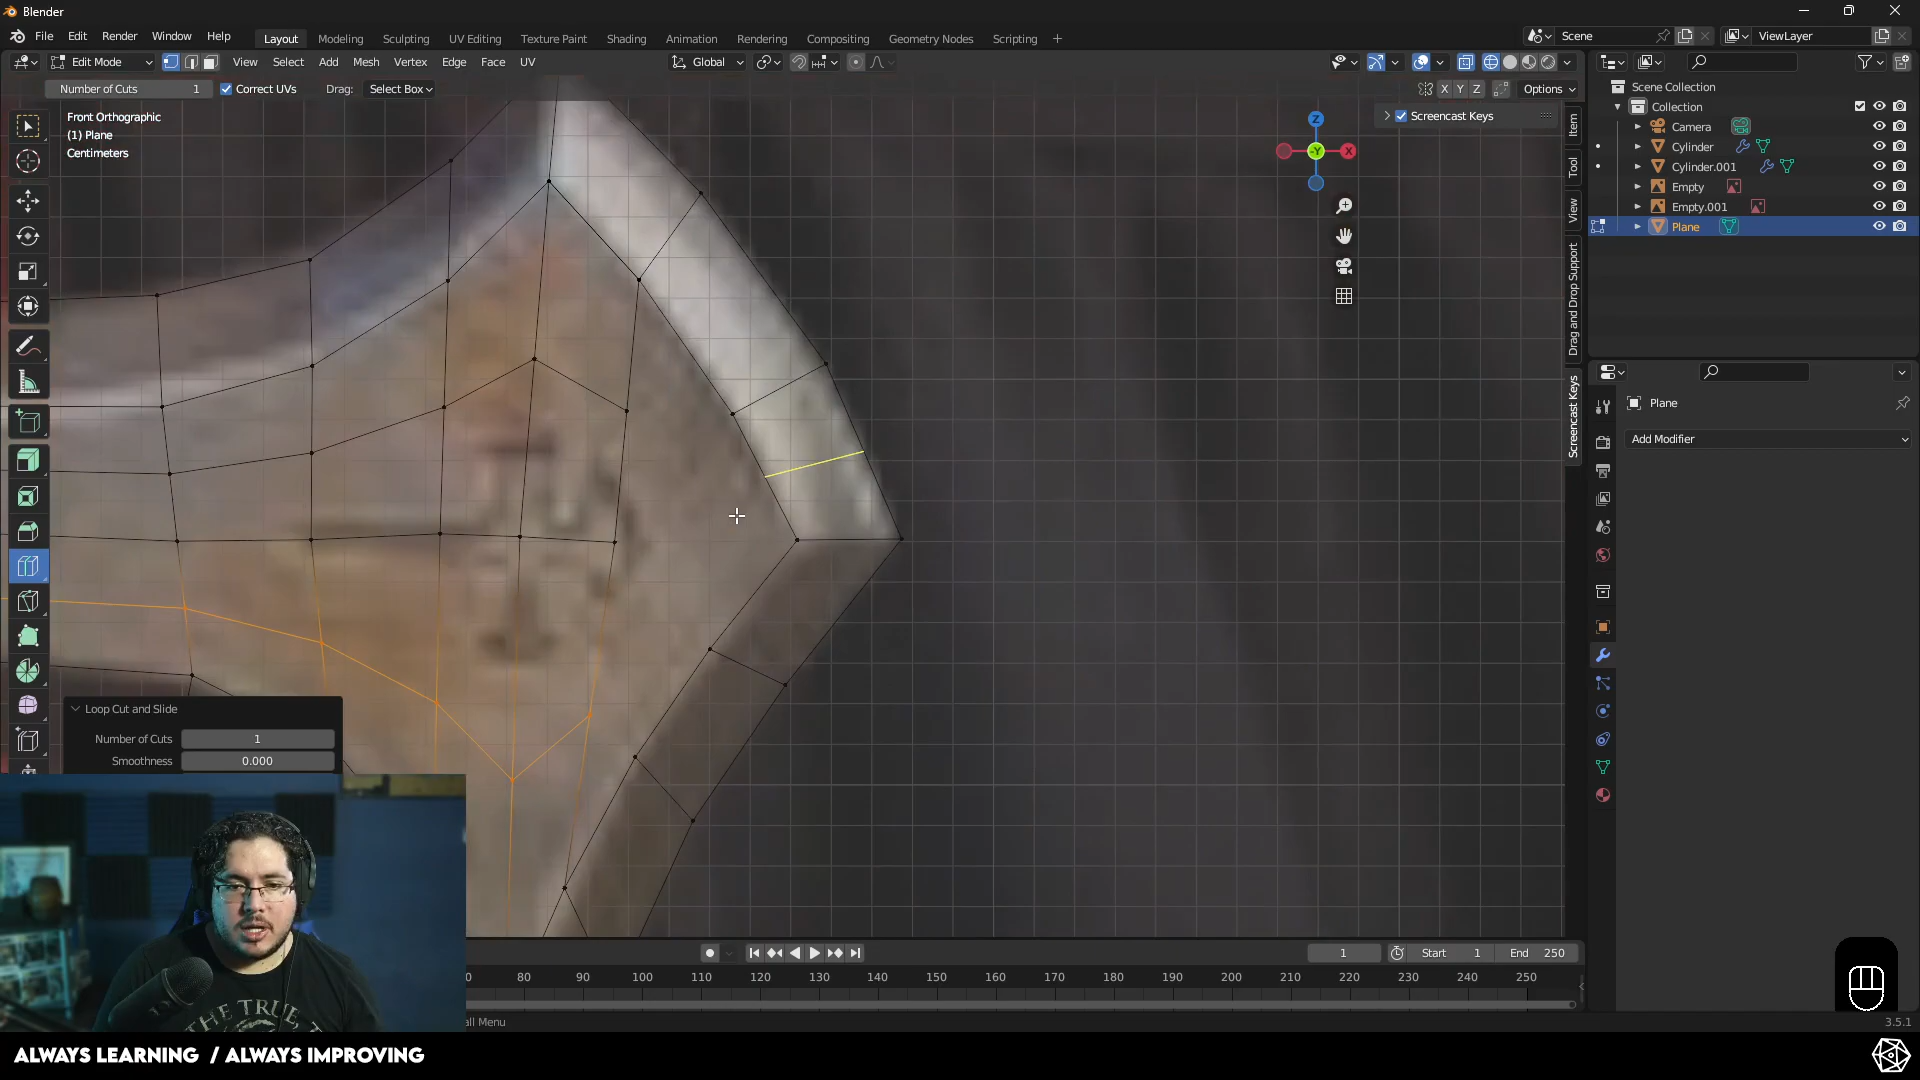 Blender
File Edit Render Window Help
Layout Modeling Sculpting UV Editing Texture Paint Shading Animation Rendering Compositing Geometry Nodes Scripting +
Scene ViewLayer
Edit Mode View Select Add Mesh Vertex Edge Face UV
Global
Number of Cuts 1 Correct UVs Drag: Select Box
X Y Z Options
Front Orthographic
(1) Plane
Centimeters
Screencast Keys
Z
-Y
X
Item
Tool
View
Drag and Drop Support
Screencast Keys
Scene Collection
Collection
Camera
Cylinder
Cylinder.001
Empty
Empty.001
Plane
Plane
Add Modifier
Loop Cut and Slide
Number of Cuts 1
Smoothness 0.000
1 Start 1 End 250
80 90 100 110 120 130 140 150 160 170 180 190 200 210 220 230 240 250
all Menu
3.5.1
THE TRUE
ALWAYS LEARNING / ALWAYS IMPROVING